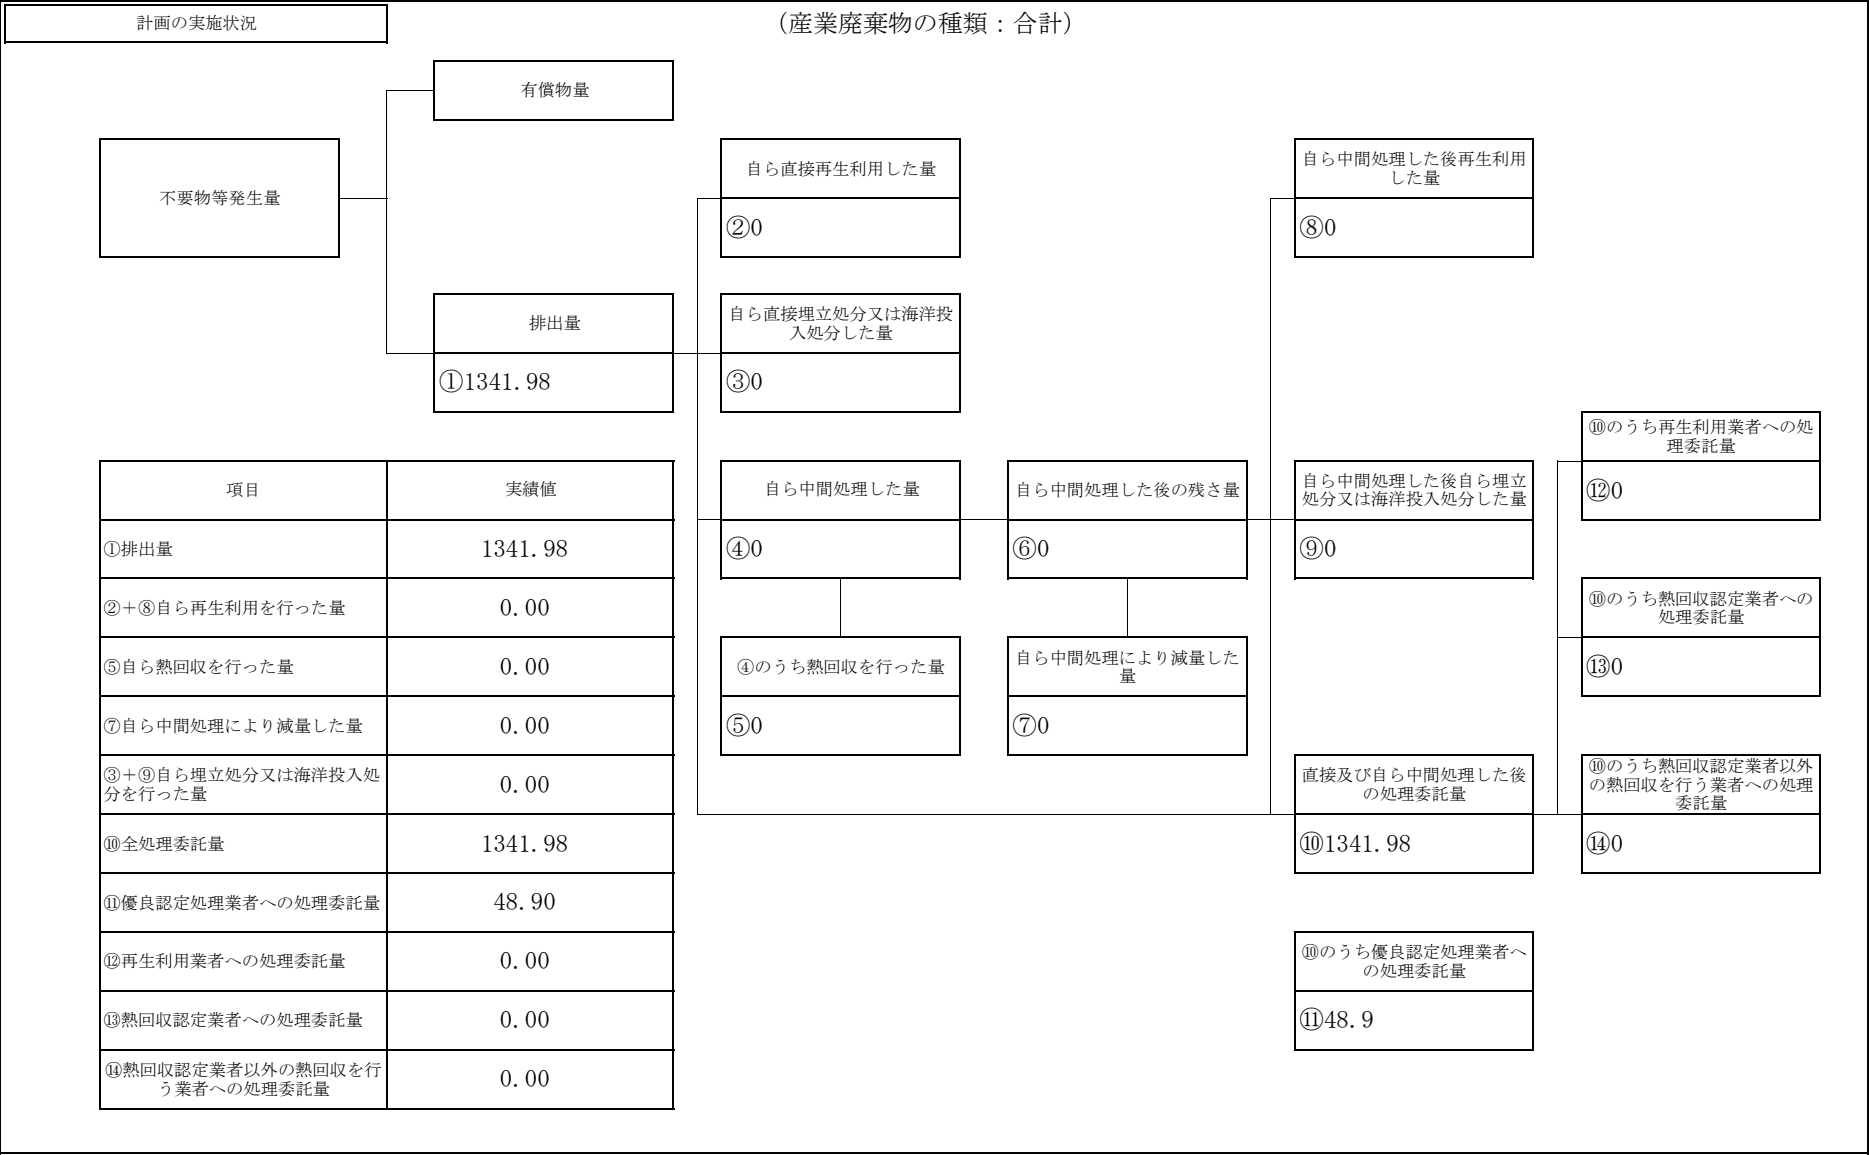 計画の実施状況
（産業廃棄物の種類：合計）
有償物量
不要物等発生量
自ら直接再生利用した量
②0
自ら中間処理した後再生利用
した量
⑧0
排出量
①1341.98
自ら直接埋立処分又は海洋投
入処分した量
③0
⑩のうち再生利用業者への処
理委託量
⑫0
自ら中間処理した量
④0
自ら中間処理した後の残さ量
⑥0
自ら中間処理した後自ら埋立
処分又は海洋投入処分した量
⑨0
⑩のうち熱回収認定業者への
処理委託量
⑬0
④のうち熱回収を行った量
⑤0
自ら中間処理により減量した
量
⑦0
直接及び自ら中間処理した後
の処理委託量
⑩1341.98
⑩のうち熱回収認定業者以外
の熱回収を行う業者への処理
委託量
⑭0
⑩のうち優良認定処理業者へ
の処理委託量
⑪48.9
項目 実績値
①排出量 1341.98
②＋⑧自ら再生利用を行った量 0.00
⑤自ら熱回収を行った量 0.00
⑦自ら中間処理により減量した量 0.00
③＋⑨自ら埋立処分又は海洋投入処
分を行った量 0.00
⑩全処理委託量 1341.98
⑪優良認定処理業者への処理委託量 48.90
⑫再生利用業者への処理委託量 0.00
⑬熱回収認定業者への処理委託量 0.00
⑭熱回収認定業者以外の熱回収を行
う業者への処理委託量 0.00